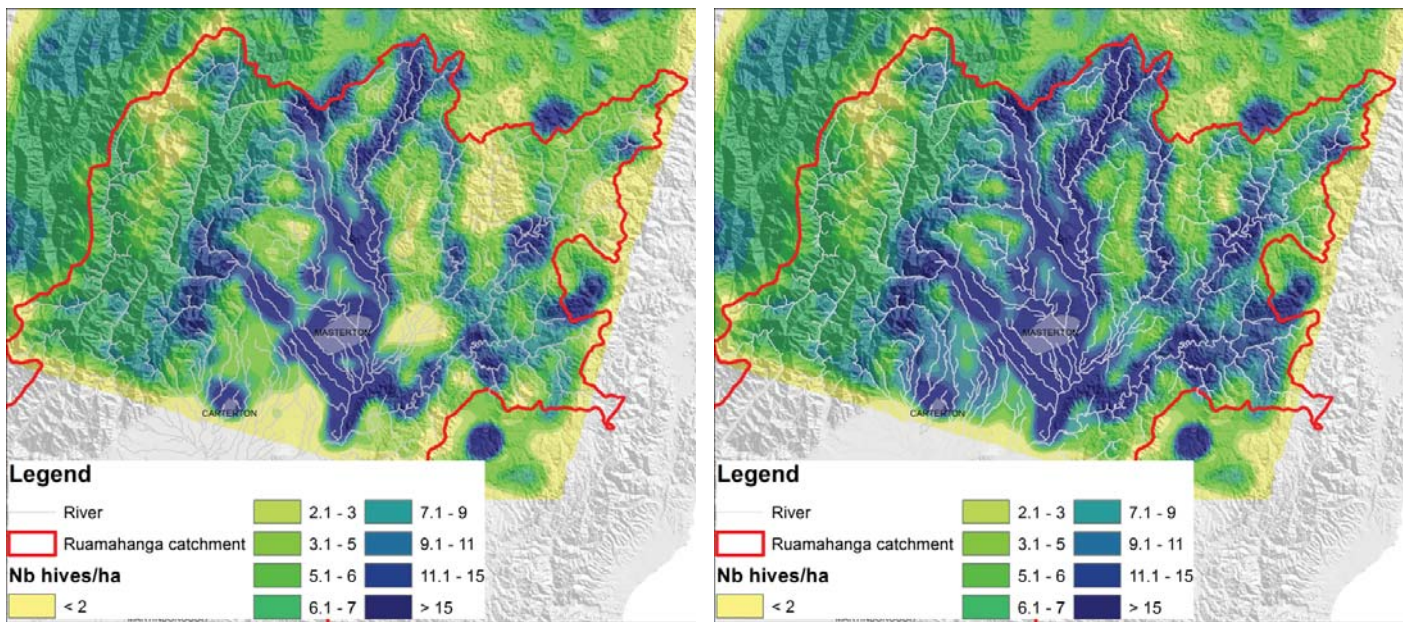 MASTERTON
CARTERTON
Legend
River
Ruamahanga catchment
Nb hives/ha
< 2
2.1 - 3
3.1 - 5
5.1 - 6
6.1 - 7
7.1 - 9
9.1 - 11
11.1 - 15
> 15
MASTERTON
CARTERTON
Legend
River
Ruamahanga catchment
Nb hives/ha
< 2
2.1 - 3
3.1 - 5
5.1 - 6
6.1 - 7
7.1 - 9
9.1 - 11
11.1 - 15
> 15